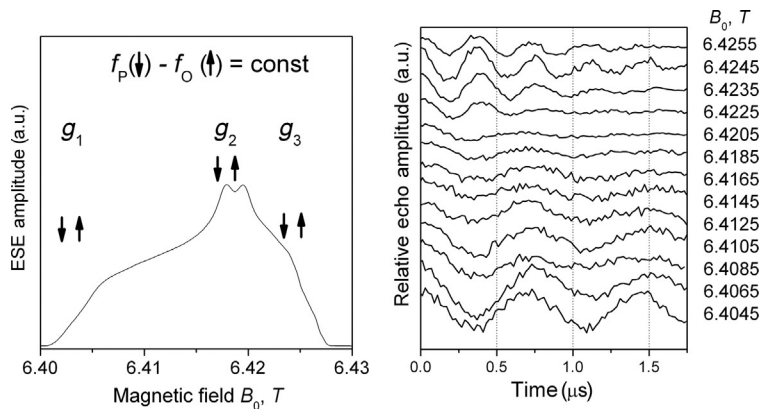 f_P(↓) - f_O (↑) = const
g_1
g_2
g_3
ESE amplitude (a.u.)
6.40
6.41
6.42
6.43
Magnetic field B_0, T
B_0, T
6.4255
6.4245
6.4235
6.4225
6.4205
6.4185
6.4165
6.4145
6.4125
6.4105
6.4085
6.4065
6.4045
Relative echo amplitude (a.u.)
0.0
0.5
1.0
1.5
Time (μs)